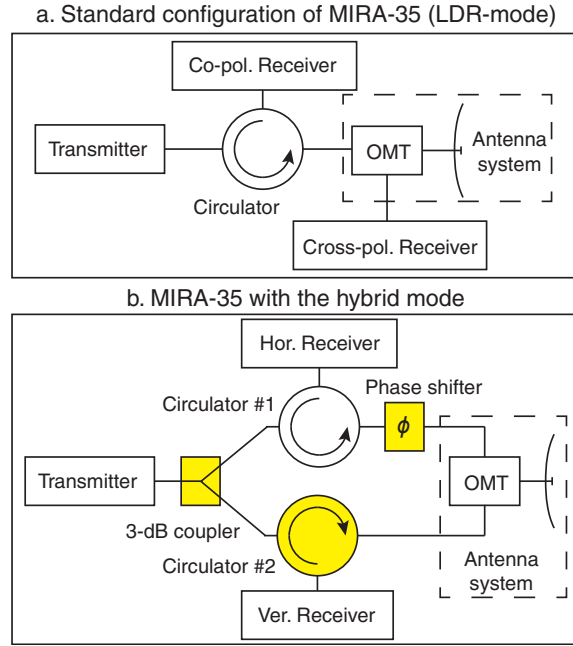 a. Standard configuration of MIRA-35 (LDR-mode)
Co-pol. Receiver
Transmitter
OMT
Antenna
system
Circulator
Cross-pol. Receiver
b. MIRA-35 with the hybrid mode
Hor. Receiver
Phase shifter
Circulator #1
ϕ
Transmitter
OMT
3-dB coupler
Circulator #2
Antenna
system
Ver. Receiver